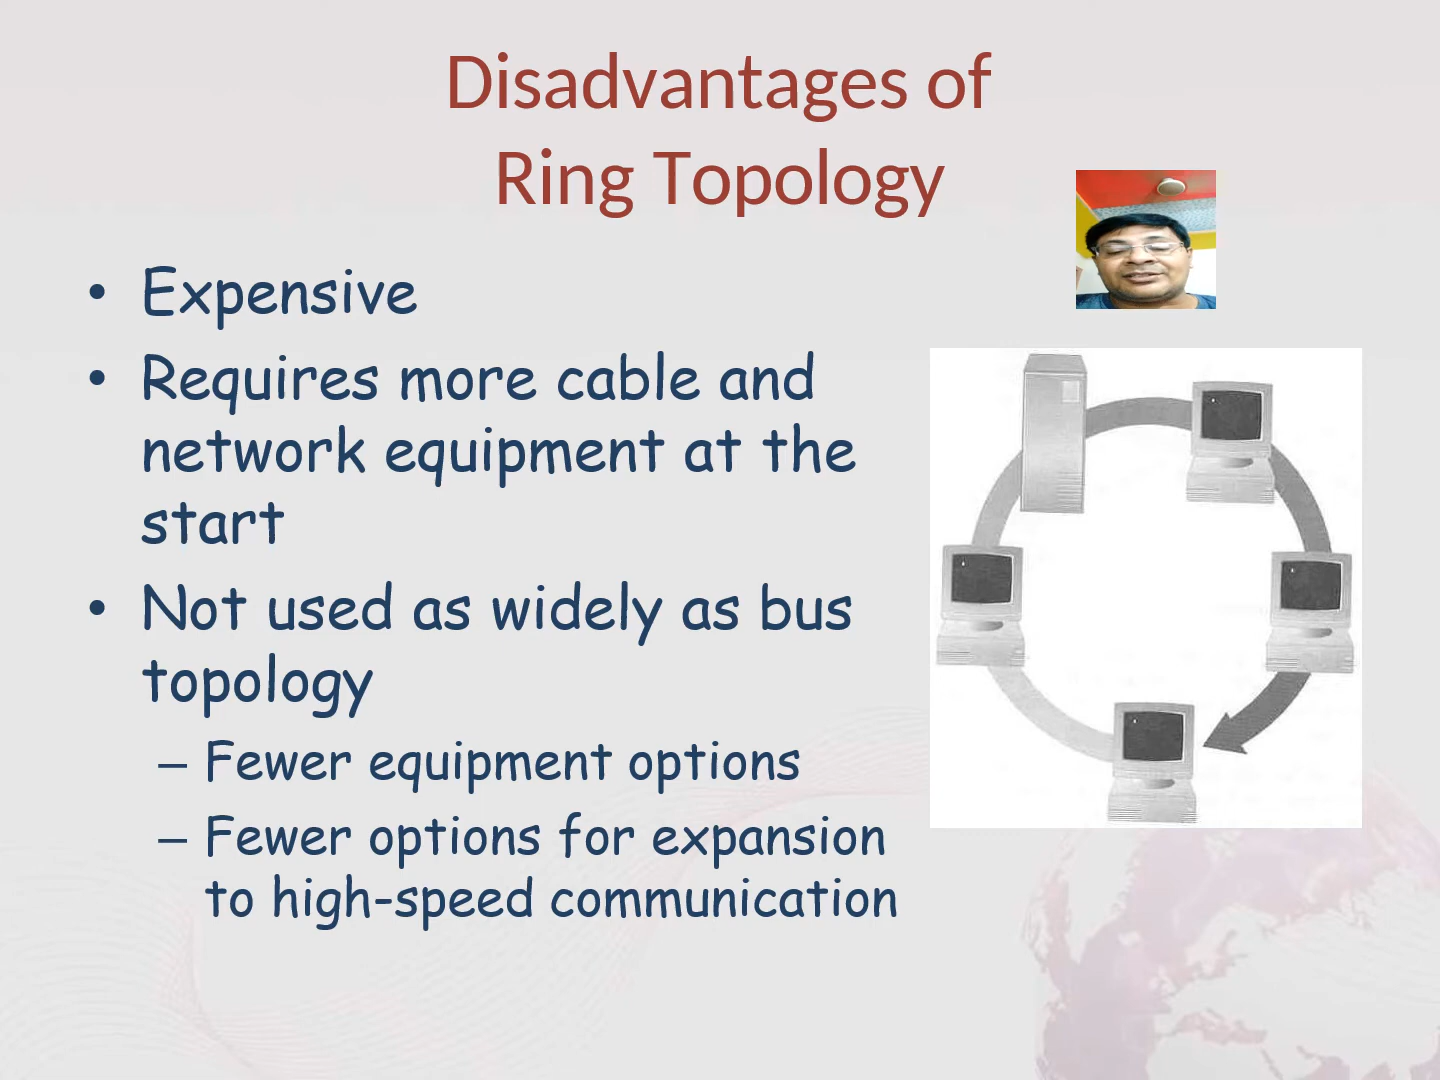 Disadvantages of
Ring Topology
• Expensive
• Requires more cable and
network equipment at the
start
• Not used as widely as bus
topology
– Fewer equipment options
– Fewer options for expansion
to high-speed communication